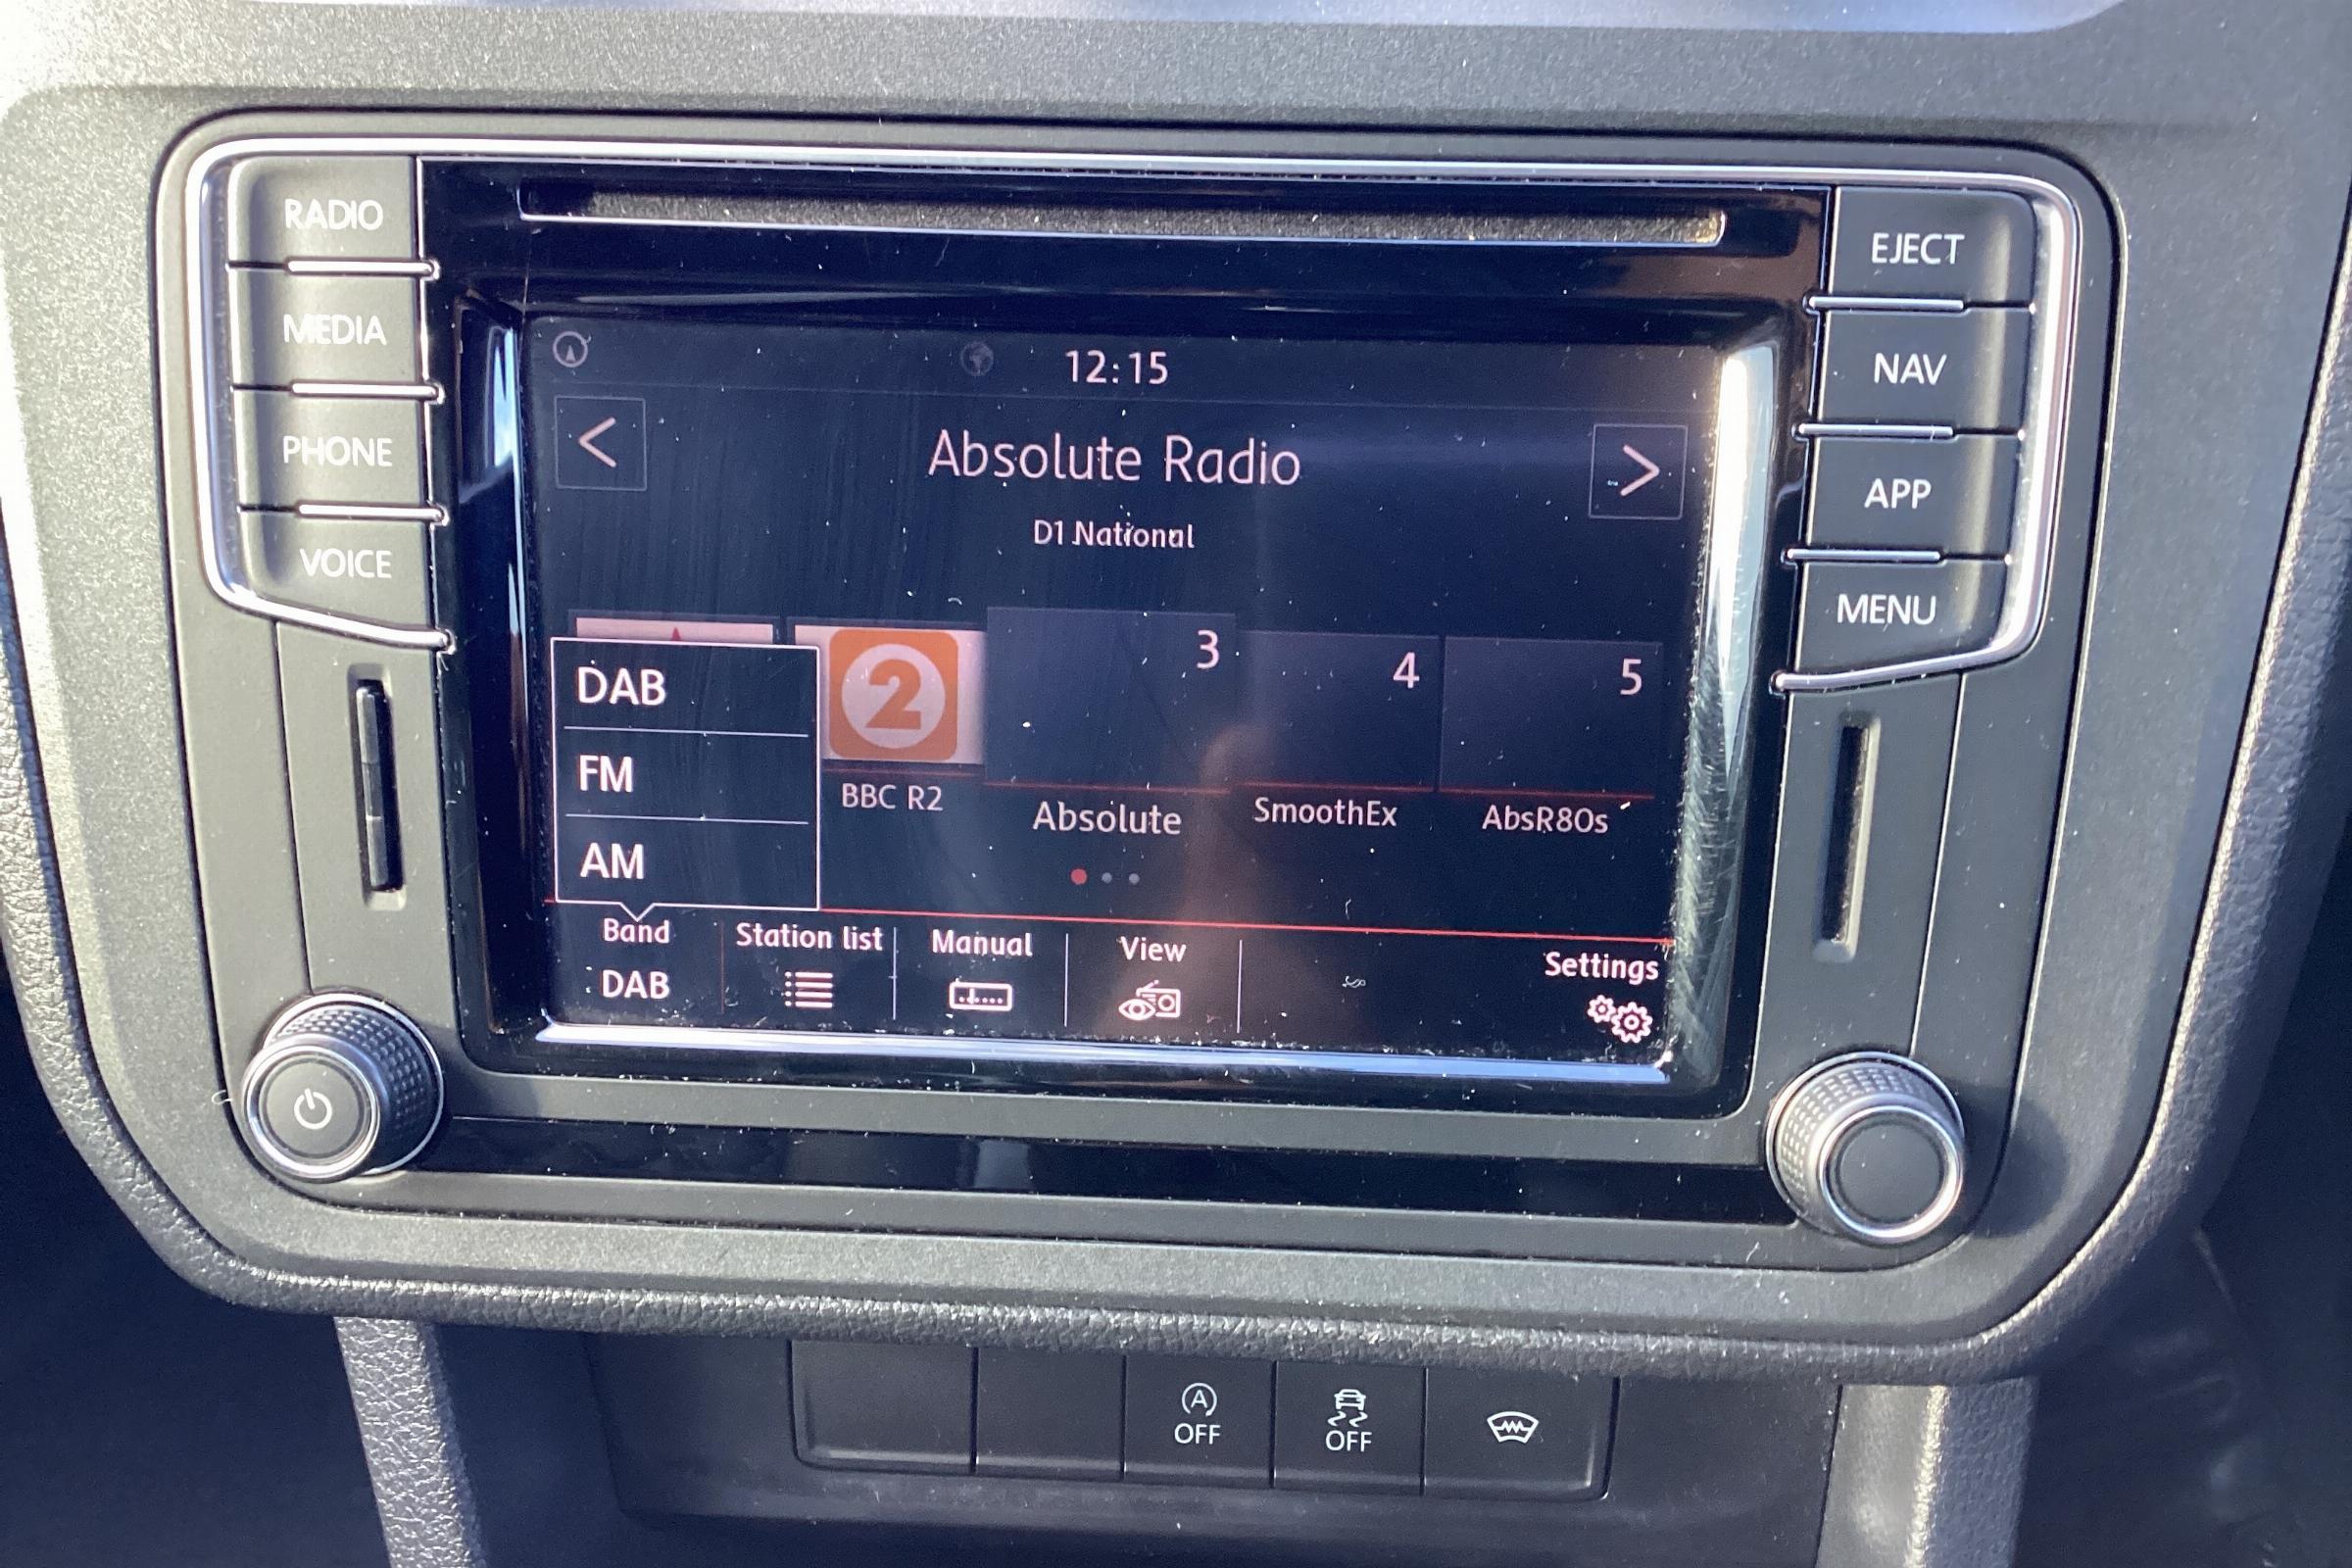 RADIO
MEDIA
PHONE
VOICE
EJECT
NAV
APP
MENU
12:15
<
Absolute Radio
>
D1 National
2
3
4
5
BBC R2
Absolute
SmoothEx
AbsR80s
DAB
FM
AM
Band
DAB
Station list
Manual
View
Settings
A
OFF
OFF